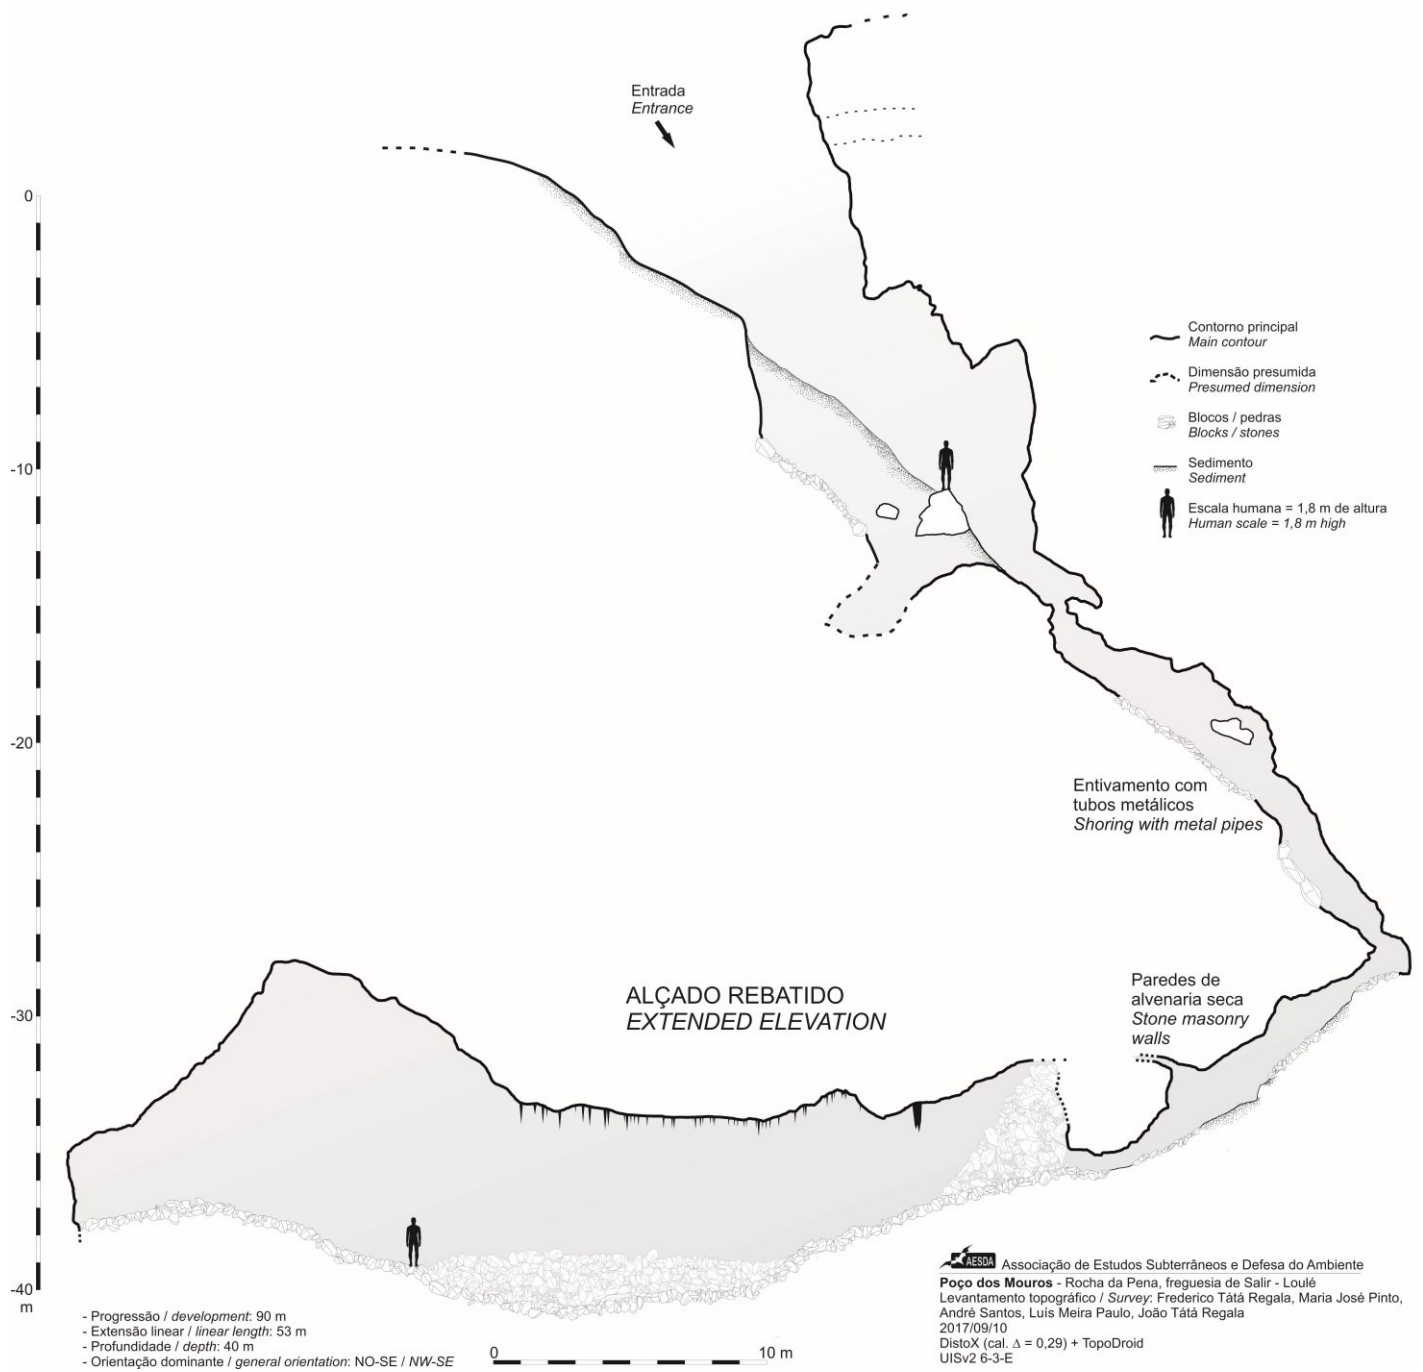 Entrada
Entrance
0
-10
-20
-30
-40
m
Contorno principal
Main contour
Dimensão presumida
Presumed dimension
Blocos / pedras
Blocks / stones
Sedimento
Sediment
Escala humana = 1,8 m de altura
Human scale = 1,8 m high
Entivamento com
tubos metálicos
Shoring with metal pipes
Paredes de
alvenaria seca
Stone masonry
walls
ALÇADO REBATIDO
EXTENDED ELEVATION
- Progressão / development: 90 m
- Extensão linear / linear length: 53 m
- Profundidade / depth: 40 m
- Orientação dominante / general orientation: NO-SE / NW-SE
0 10 m
AESDA Associação de Estudos Subterrâneos e Defesa do Ambiente
Poço dos Mouros - Rocha da Pena, freguesia de Salir - Loulé
Levantamento topográfico / Survey: Frederico Tátá Regala, Maria José Pinto,
André Santos, Luís Meira Paulo, João Tátá Regala
2017/09/10
DistoX (cal. Δ = 0,29) + TopoDroid
UISv2 6-3-E